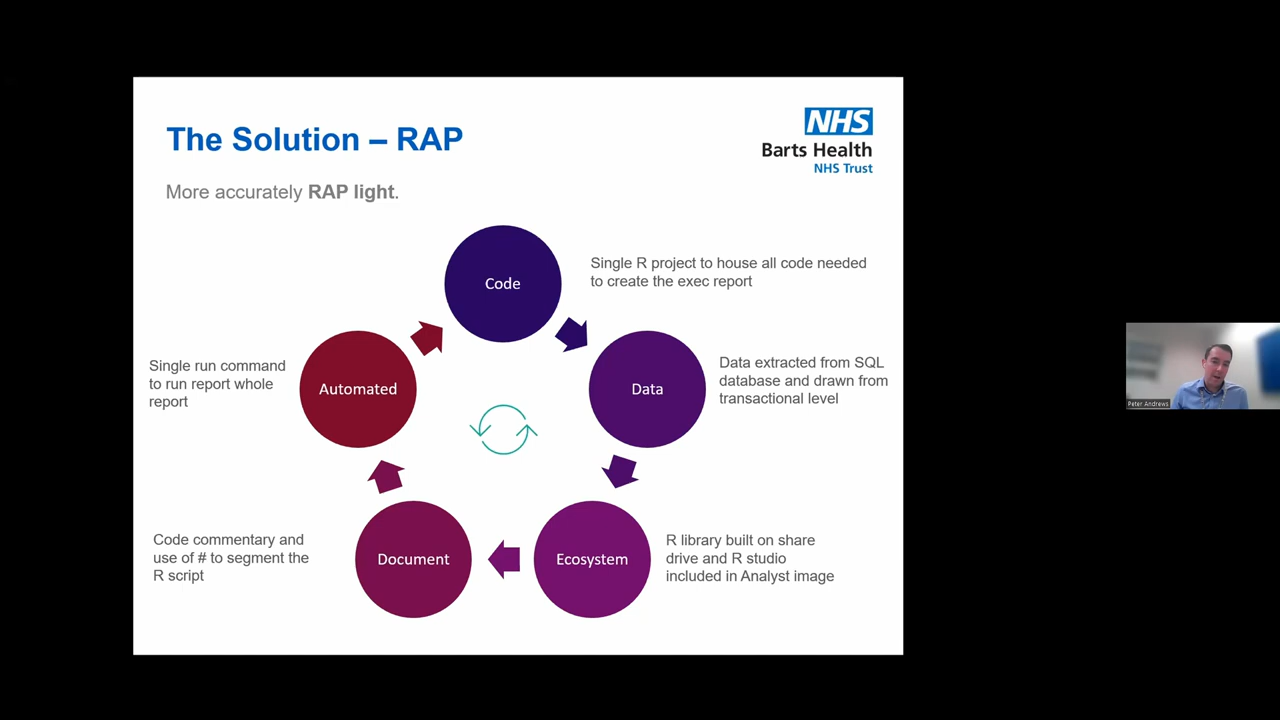 The Solution – RAP
NHS
Barts Health
NHS Trust
More accurately RAP light.
Code
Single R project to house all code needed
to create the exec report
Data
Data extracted from SQL
database and drawn from
transactional level
Ecosystem
R library built on share
drive and R studio
included in Analyst image
Document
Code commentary and
use of # to segment the
R script
Automated
Single run command
to run report whole
report
Peter Andrews